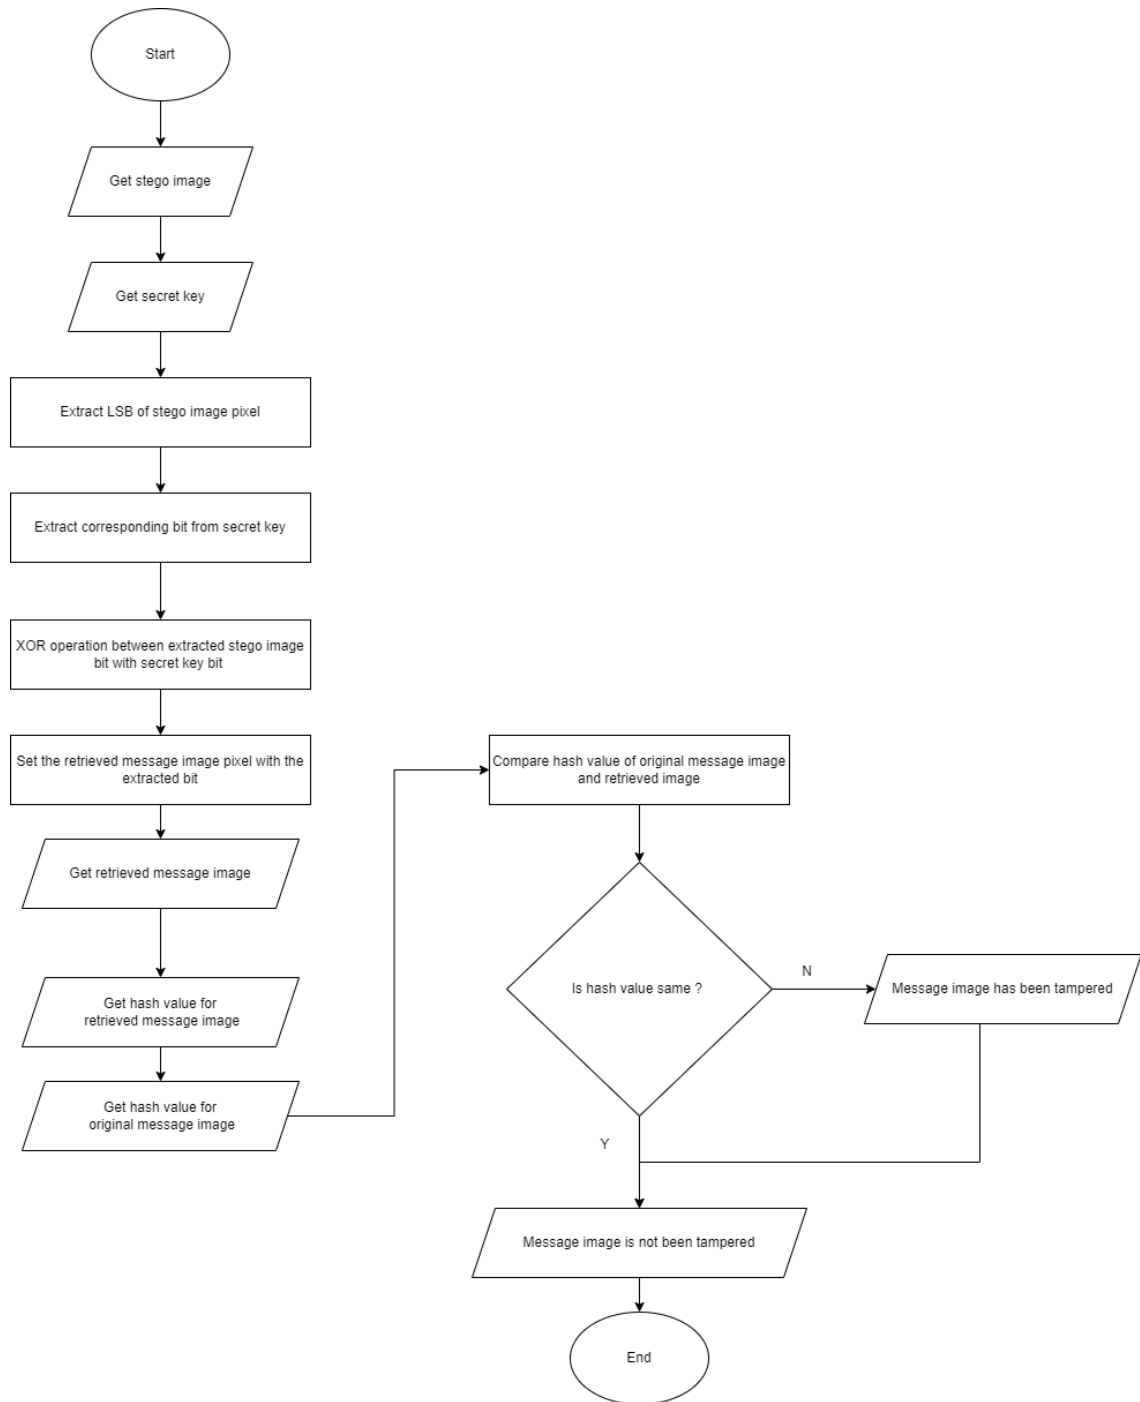 Start
Get stego image
Get secret key
Extract LSB of stego image pixel
Extract corresponding bit from secret key
XOR operation between extracted stego image
bit with secret key bit
Set the retrieved message image pixel with the
extracted bit
Get retrieved message image
Get hash value for
retrieved message image
Get hash value for
original message image
Compare hash value of original message image
and retrieved image
Is hash value same ?
N
Message image has been tampered
Y
Message image is not been tampered
End